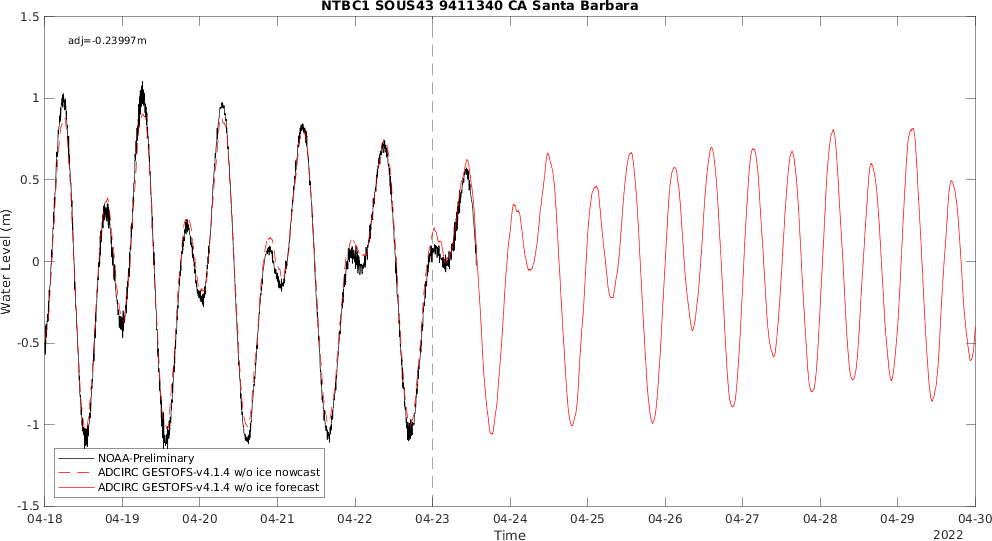 NTBC1 SOUS43 9411340 CA Santa Barbara
adj=-0.23997m
Water Level (m)
1.5
1
0.5
0
-0.5
-1
-1.5
NOAA-Preliminary
ADCIRC GESTOFS-v4.1.4 w/o ice nowcast
ADCIRC GESTOFS-v4.1.4 w/o ice forecast
04-18 04-19 04-20 04-21 04-22 04-23 04-24 04-25 04-26 04-27 04-28 04-29 04-30
Time
2022